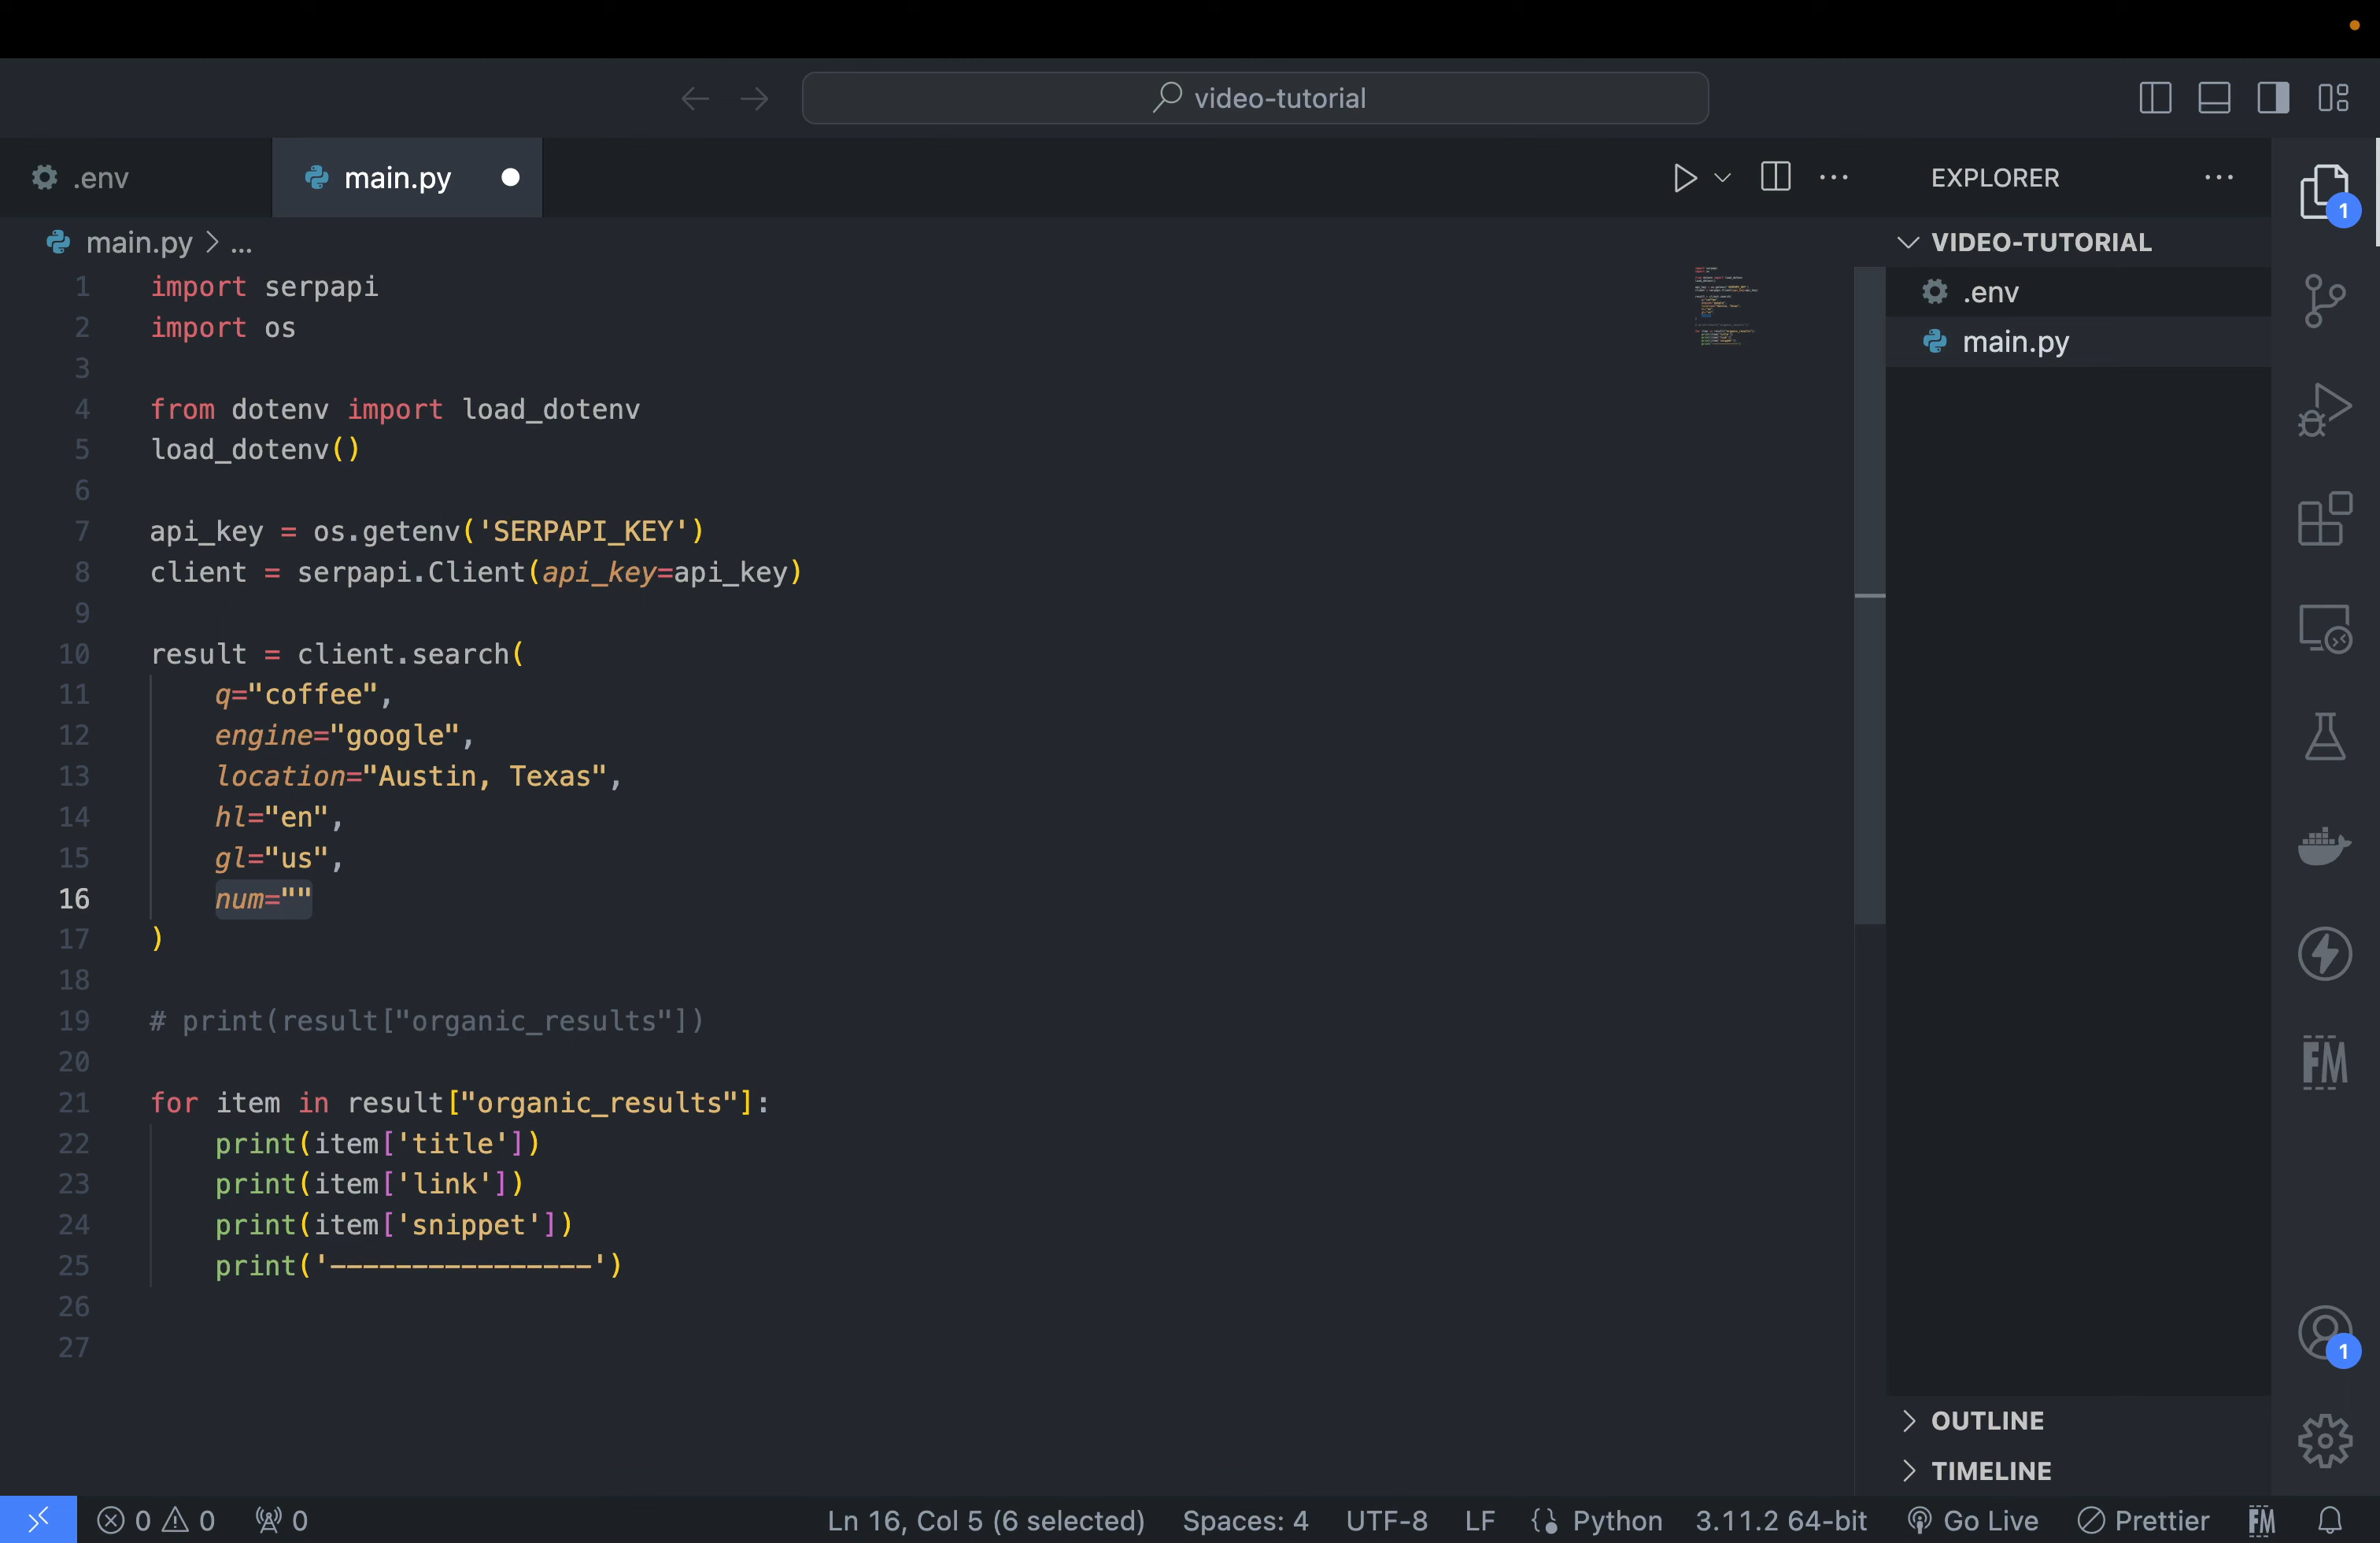 video-tutorial
.env
main.py
EXPLORER
main.py > ...
VIDEO-TUTORIAL
.env
main.py
1 import serpapi
2 import os
3
4 from dotenv import load_dotenv
5 load_dotenv()
6
7 api_key = os.getenv('SERPAPI_KEY')
8 client = serpapi.Client(api_key=api_key)
9
10 result = client.search(
11     q="coffee",
12     engine="google",
13     location="Austin, Texas",
14     hl="en",
15     gl="us",
16     num=""
17 )
18
19 # print(result["organic_results"])
20
21 for item in result["organic_results"]:
22     print(item['title'])
23     print(item['link'])
24     print(item['snippet'])
25     print('----------------')
26
27
1
FM
1
OUTLINE
TIMELINE
0 0 0 Ln 16, Col 5 (6 selected) Spaces: 4 UTF-8 LF Python 3.11.2 64-bit Go Live Prettier FM